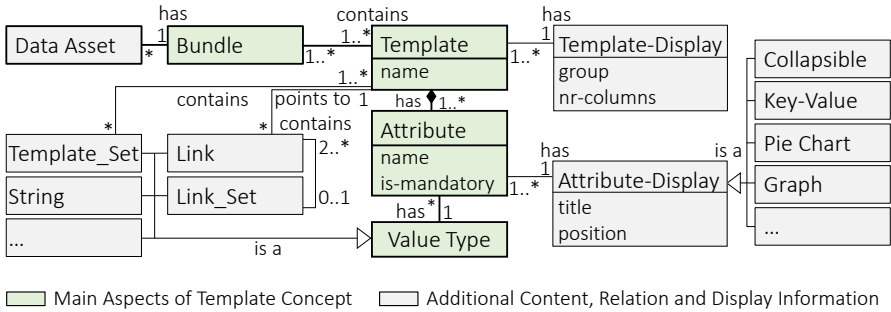 has
contains
has
Data Asset
*
1
Bundle
1..*
1..*
Template
name
1..*
1
Template-Display
group
nr-columns
Collapsible
Key-Value
Pie Chart
Graph
...
1..*
contains
points to
1
contains
has
1..*
*
*
Template_Set
String
...
Link
Link_Set
2..*
0..1
Attribute
name
is-mandatory
has
1
1..*
is a
Attribute-Display
title
position
has
*
1
Value Type
is a
Main Aspects of Template Concept
Additional Content, Relation and Display Information